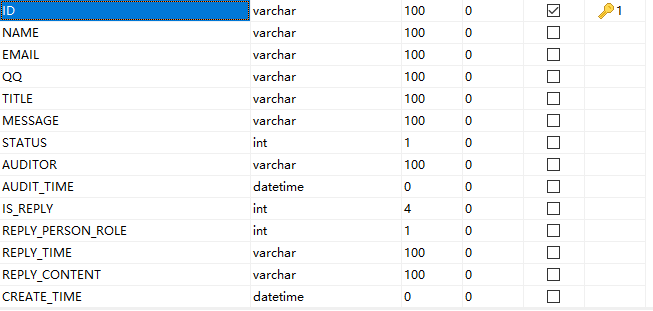 ID varchar 100 0 1
NAME varchar 100 0
EMAIL varchar 100 0
QQ varchar 100 0
TITLE varchar 100 0
MESSAGE varchar 100 0
STATUS int 1 0
AUDITOR varchar 100 0
AUDIT_TIME datetime 0 0
IS_REPLY int 4 0
REPLY_PERSON_ROLE int 1 0
REPLY_TIME varchar 100 0
REPLY_CONTENT varchar 100 0
CREATE_TIME datetime 0 0